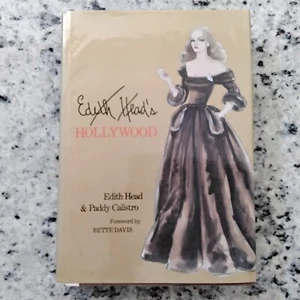 Edith Head's
HOLLYWOOD
Edith Head
& Paddy Calistro
Foreword by
BETTE DAVIS